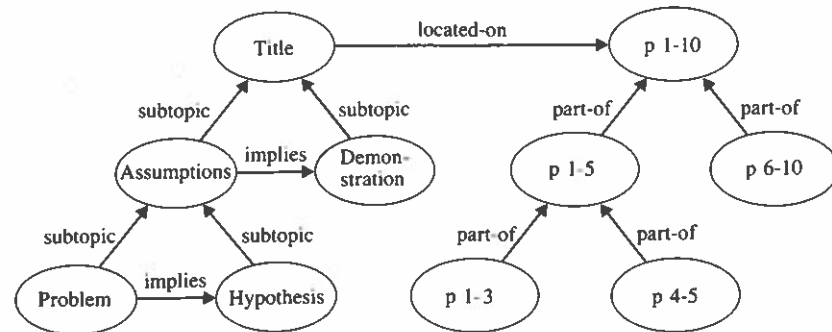 located-on
Title
p 1-10
subtopic
subtopic
part-of
part-of
implies
Assumptions
Demon-
stration
p 1-5
p 6-10
subtopic
subtopic
part-of
part-of
implies
Problem
Hypothesis
p 1-3
p 4-5